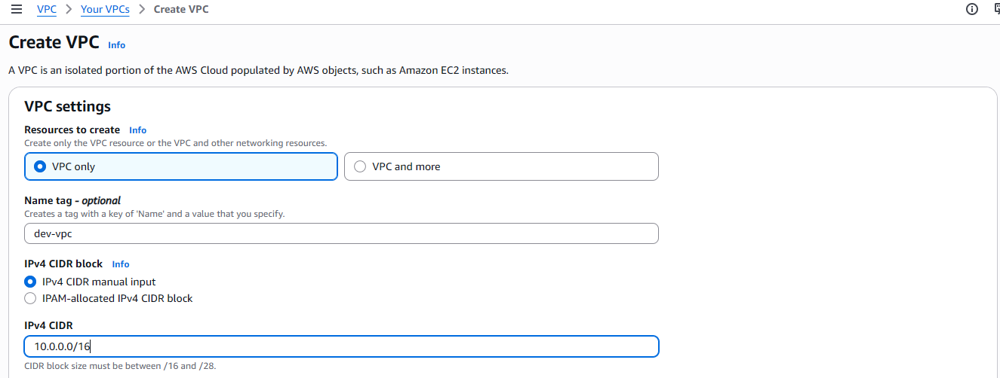 VPC > Your VPCs > Create VPC
Create VPC Info
A VPC is an isolated portion of the AWS Cloud populated by AWS objects, such as Amazon EC2 instances.
VPC settings
Resources to create Info
Create only the VPC resource or the VPC and other networking resources.
VPC only VPC and more
Name tag - optional
Creates a tag with a key of 'Name' and a value that you specify.
dev-vpc
IPv4 CIDR block Info
IPv4 CIDR manual input
IPAM-allocated IPv4 CIDR block
IPv4 CIDR
10.0.0.0/16
CIDR block size must be between /16 and /28.